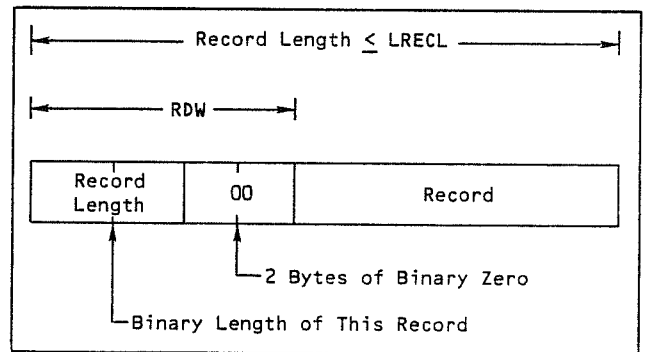 Record Length ≤ LRECL
RDW
Record
Length
00
Record
2 Bytes of Binary Zero
Binary Length of This Record